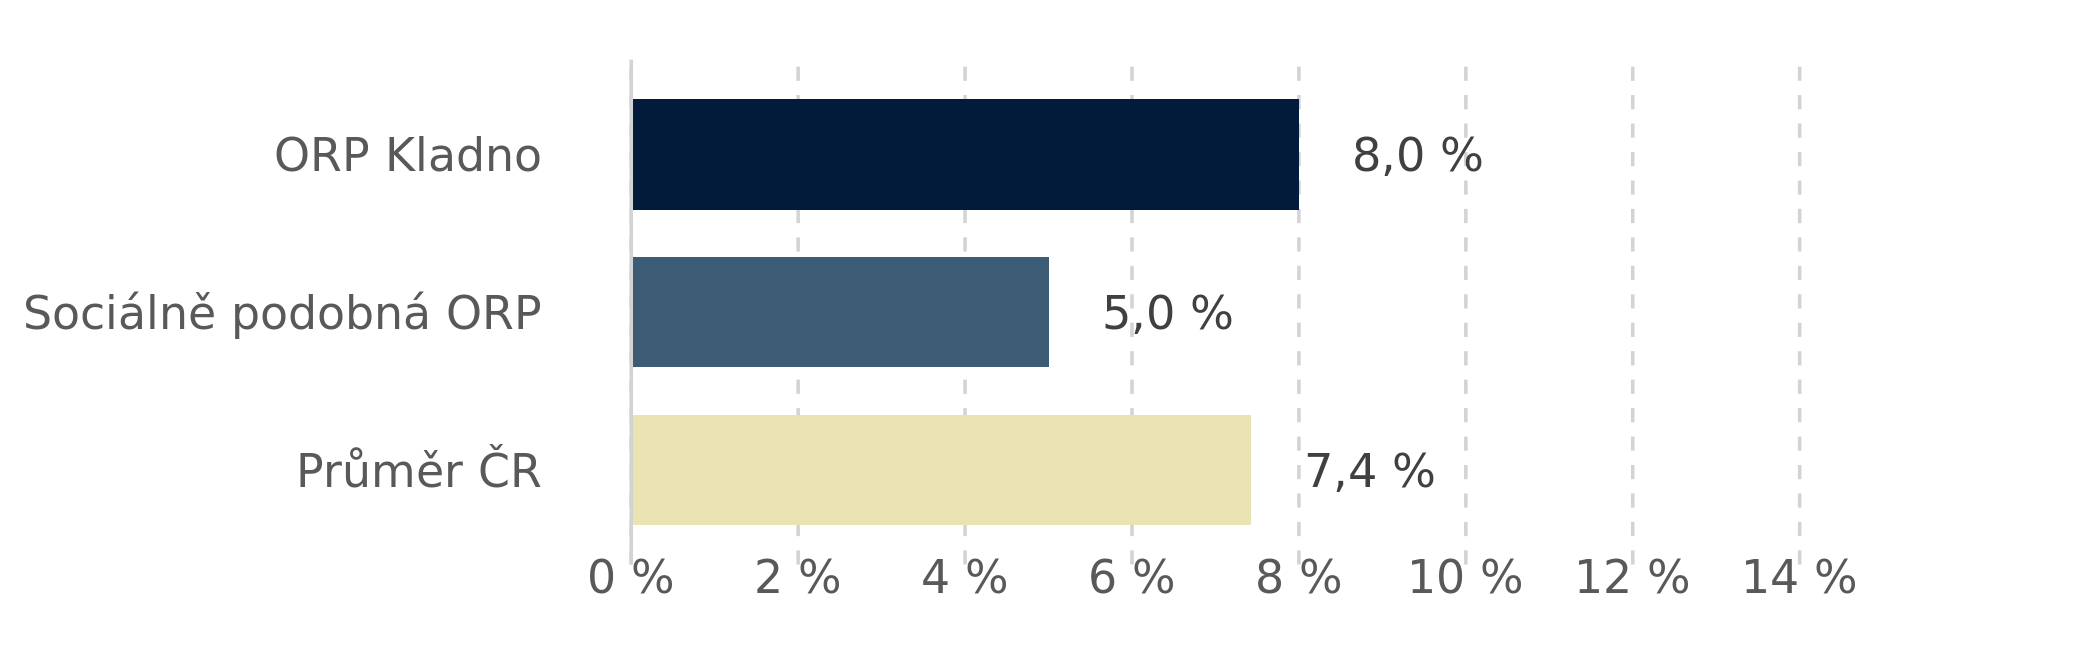 ORP Kladno
8,0 %
Sociálně podobná ORP
5,0 %
Průměr ČR
7,4 %
0 % 2 % 4 % 6 % 8 % 10 % 12 % 14 %